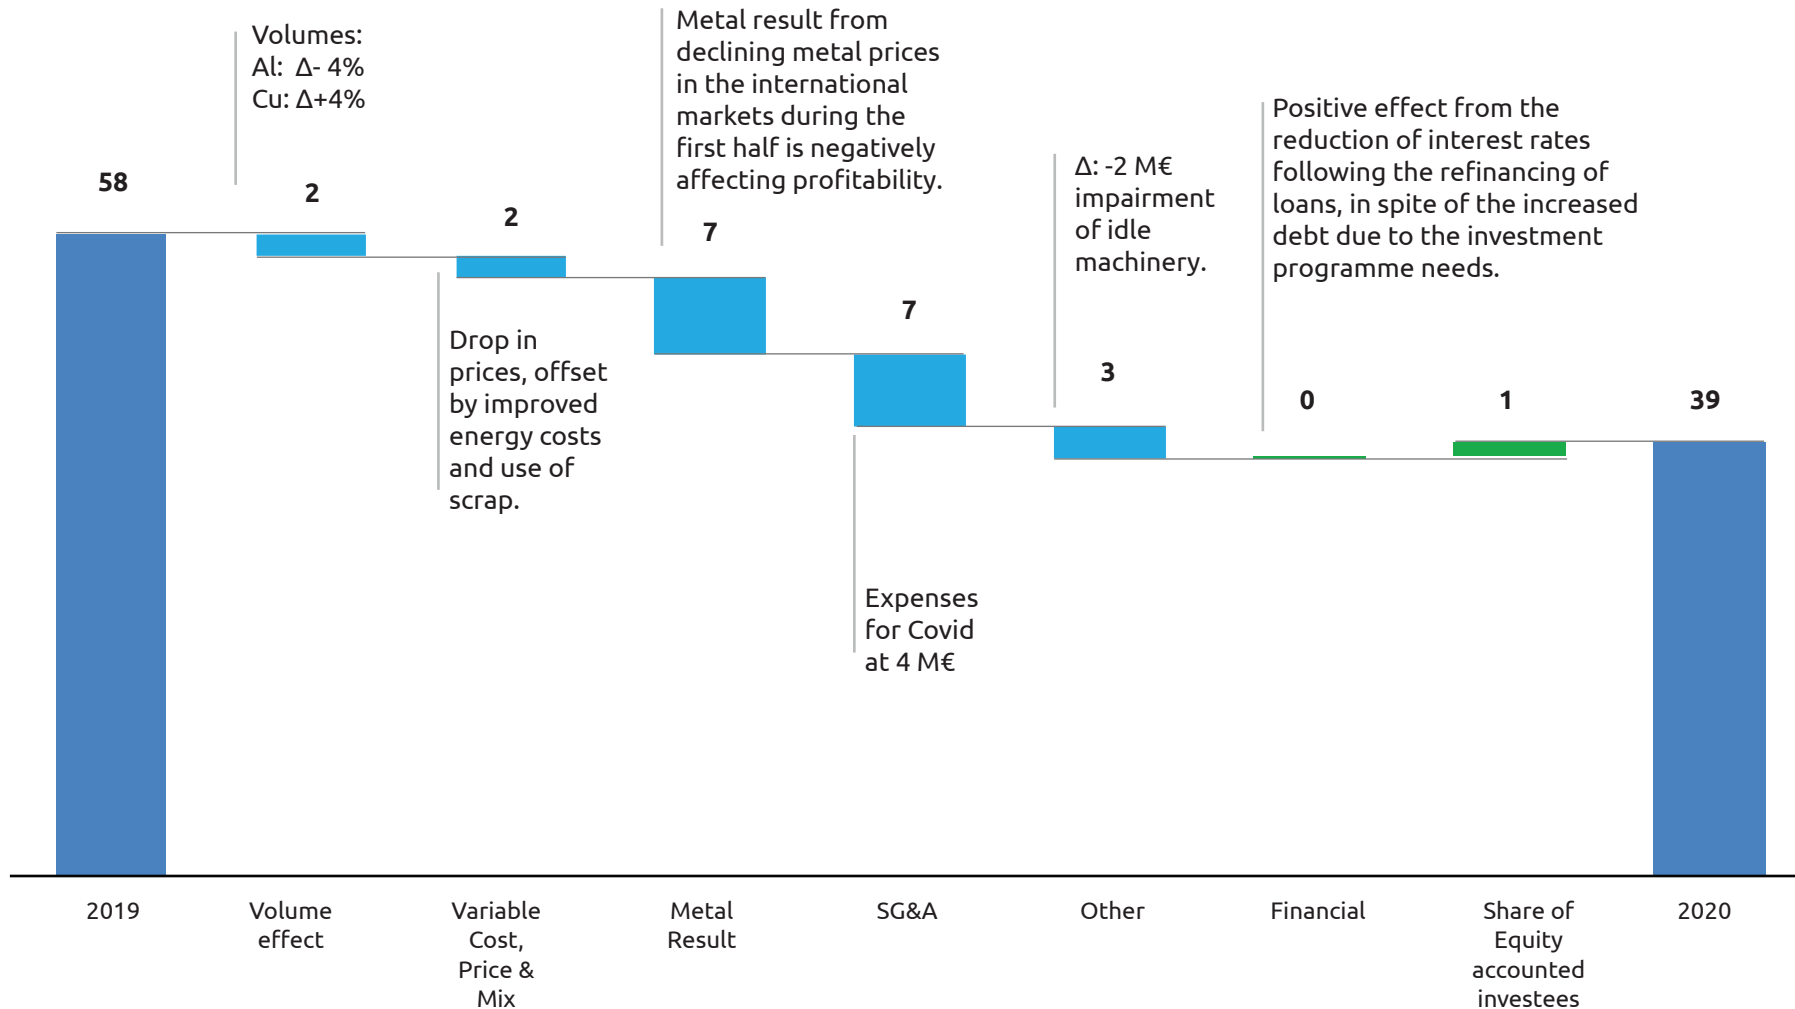 Volumes:
Al: Δ- 4%
Cu: Δ+4%
Metal result from
declining metal prices
in the international
markets during the
first half is negatively
affecting profitability.
Δ: -2 M€
impairment
of idle
machinery.
Positive effect from the
reduction of interest rates
following the refinancing of
loans, in spite of the increased
debt due to the investment
programme needs.
58
2
2
7
7
3
0
1
39
Drop in
prices, offset
by improved
energy costs
and use of
scrap.
Expenses
for Covid
at 4 M€
2019
Volume
effect
Variable
Cost,
Price &
Mix
Metal
Result
SG&A
Other
Financial
Share of
Equity
accounted
investees
2020